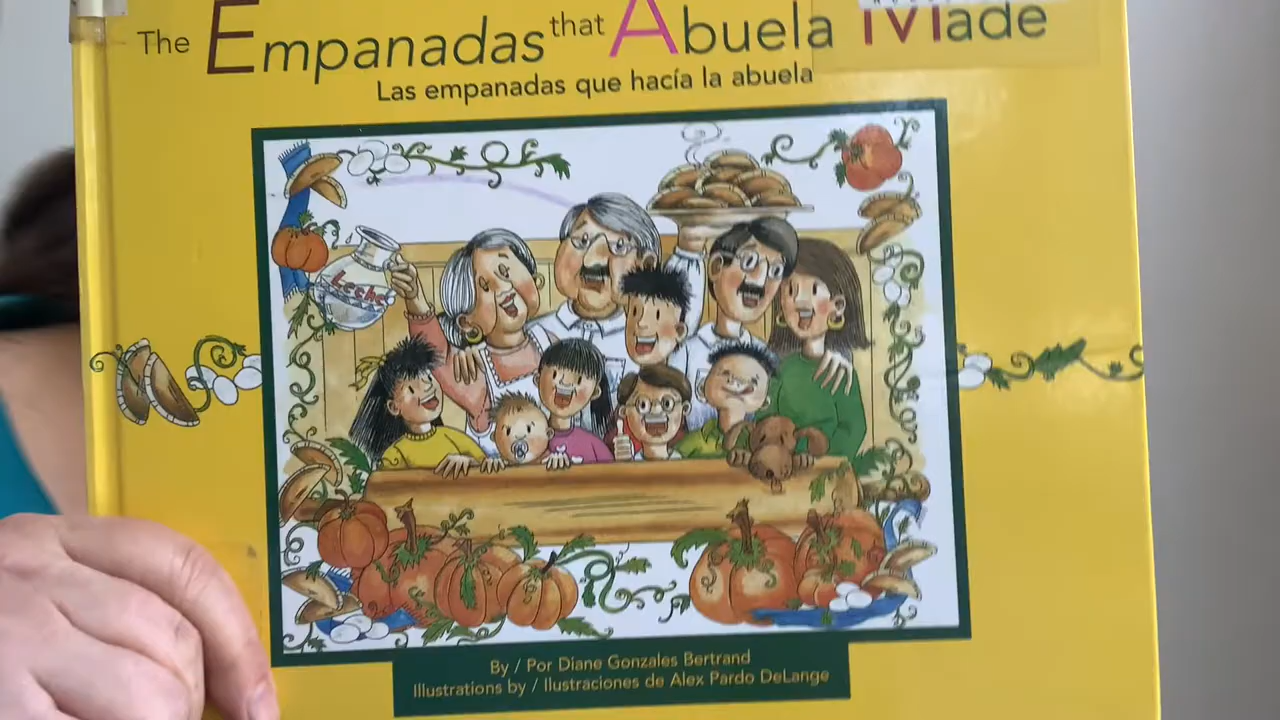 The Empanadas that Abuela Made
Las empanadas que hacía la abuela
Leche
By / Por Diane Gonzales Bertrand
Illustrations by / Ilustraciones de Alex Pardo DeLange